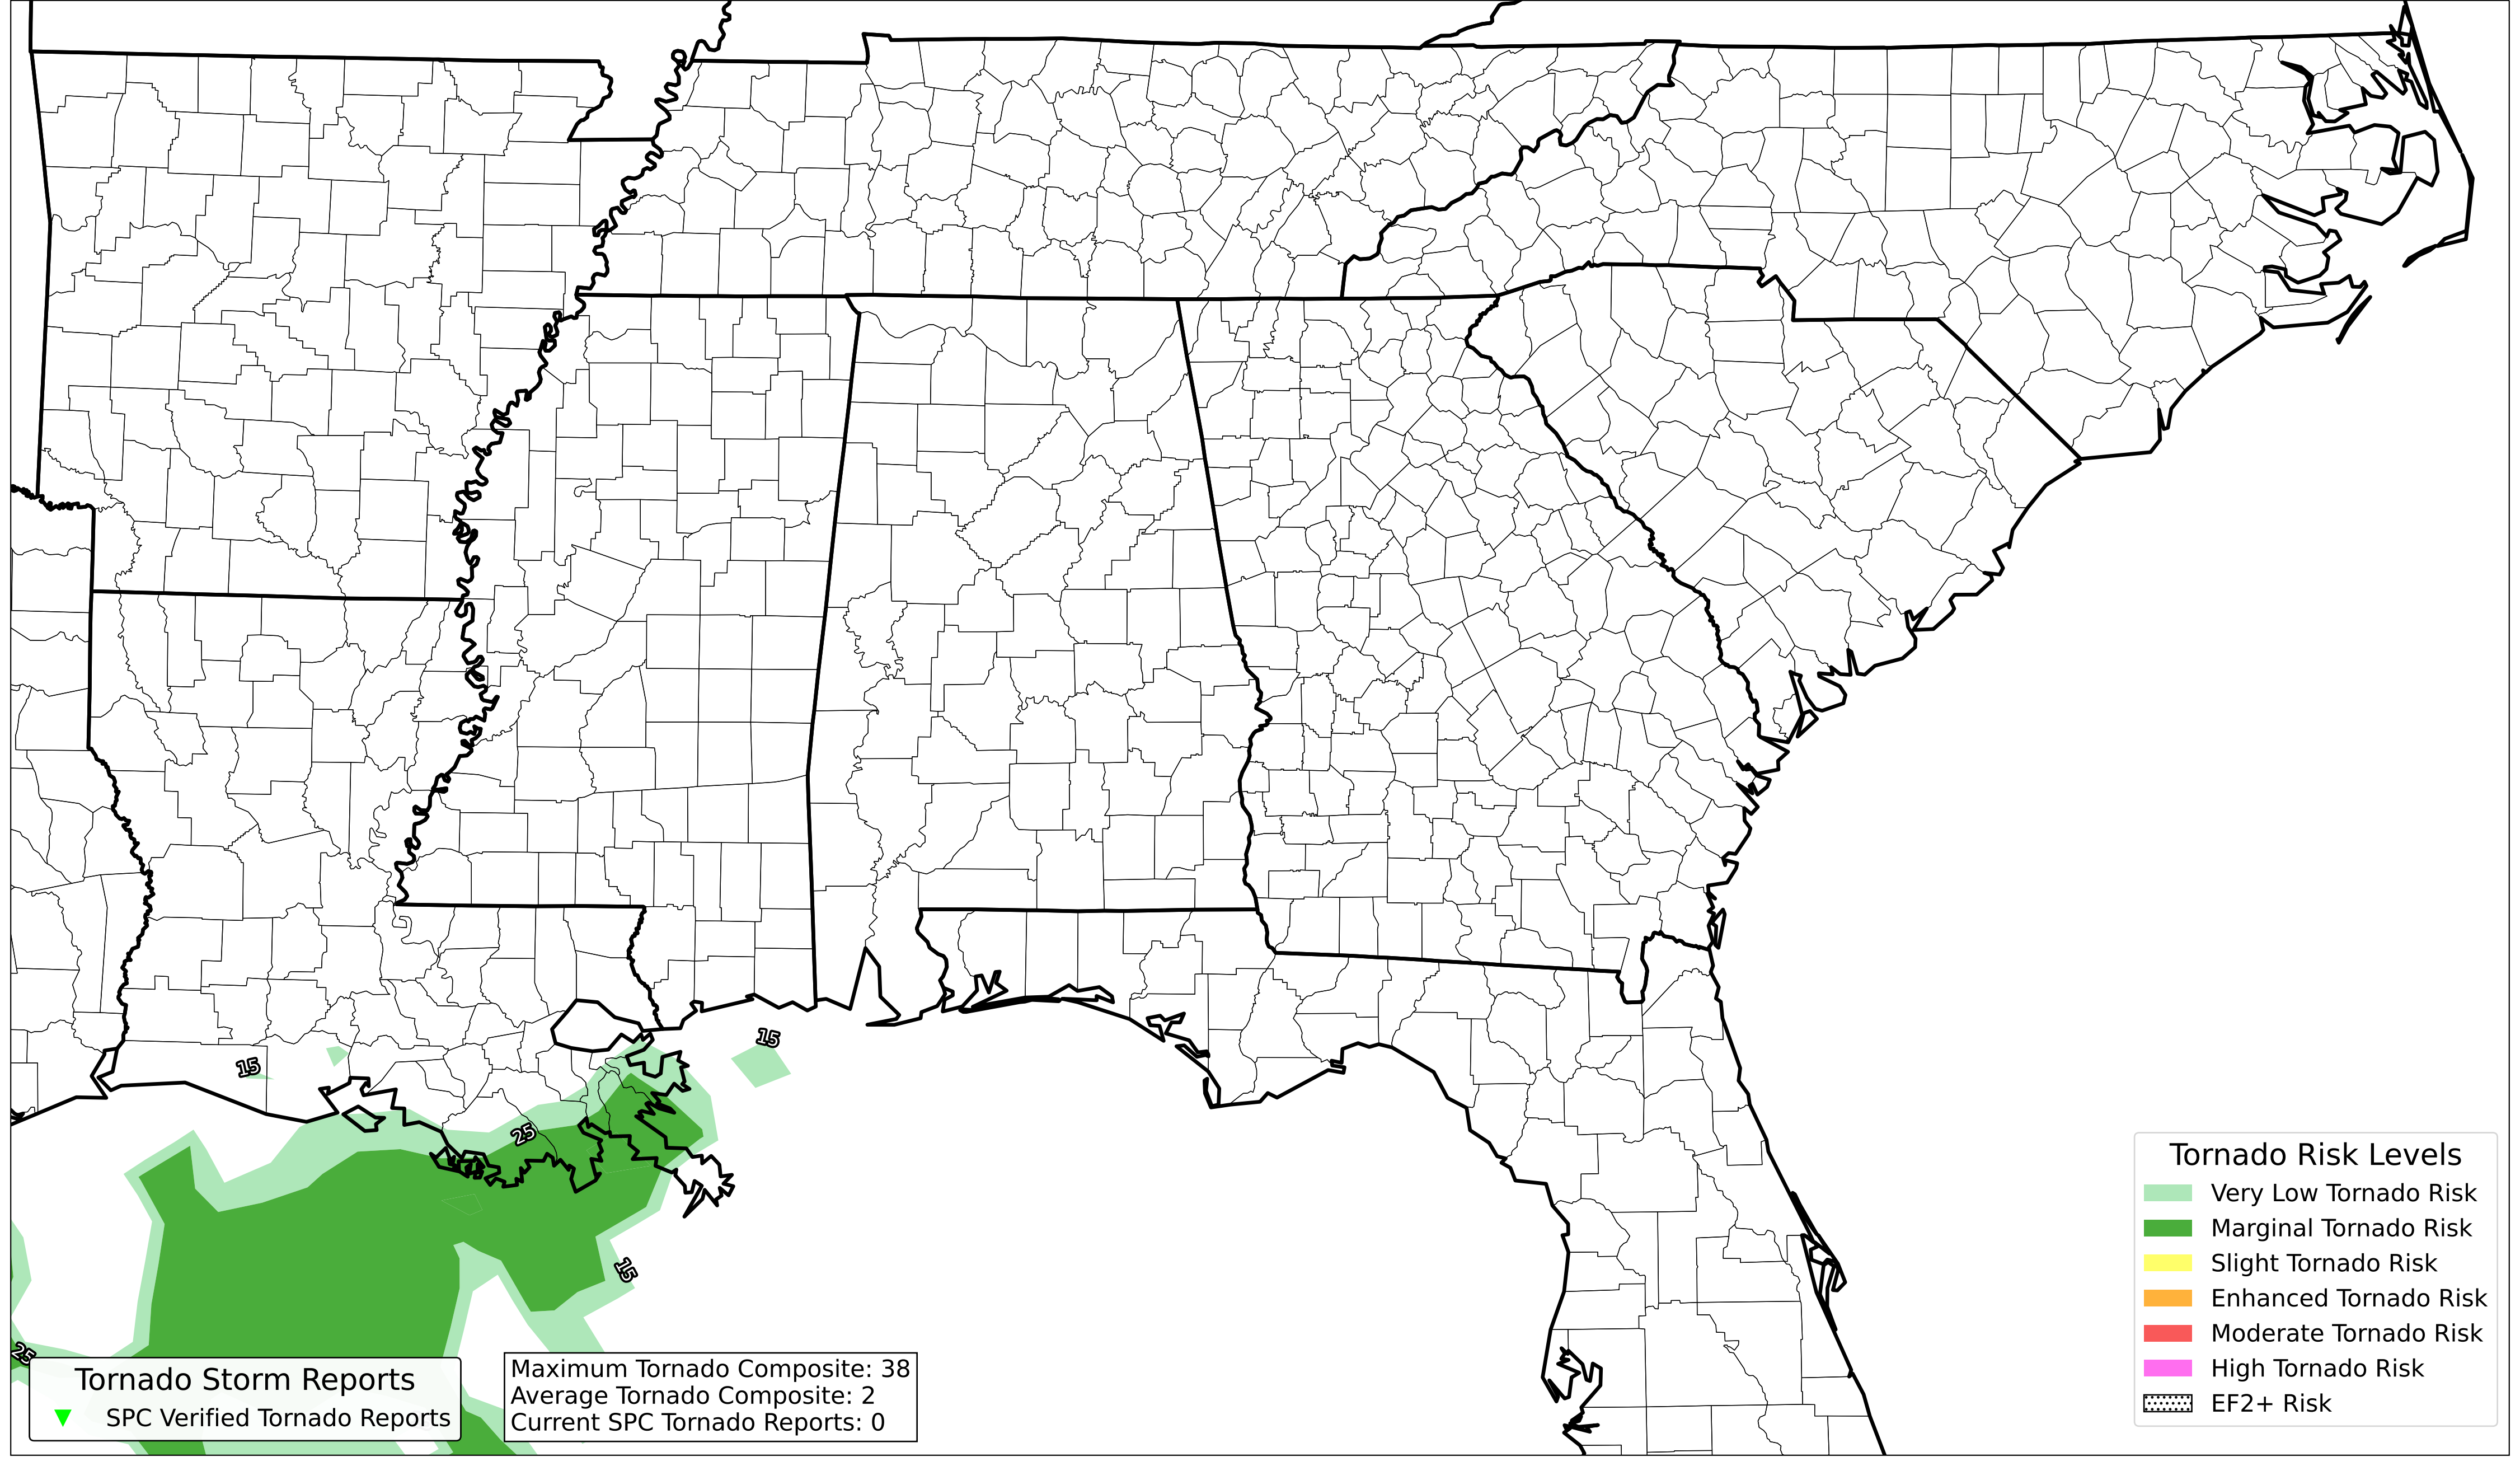 15
15
25
15
25
Tornado Storm Reports
SPC Verified Tornado Reports
Maximum Tornado Composite: 38
Average Tornado Composite: 2
Current SPC Tornado Reports: 0
Tornado Risk Levels
Very Low Tornado Risk
Marginal Tornado Risk
Slight Tornado Risk
Enhanced Tornado Risk
Moderate Tornado Risk
High Tornado Risk
EF2+ Risk